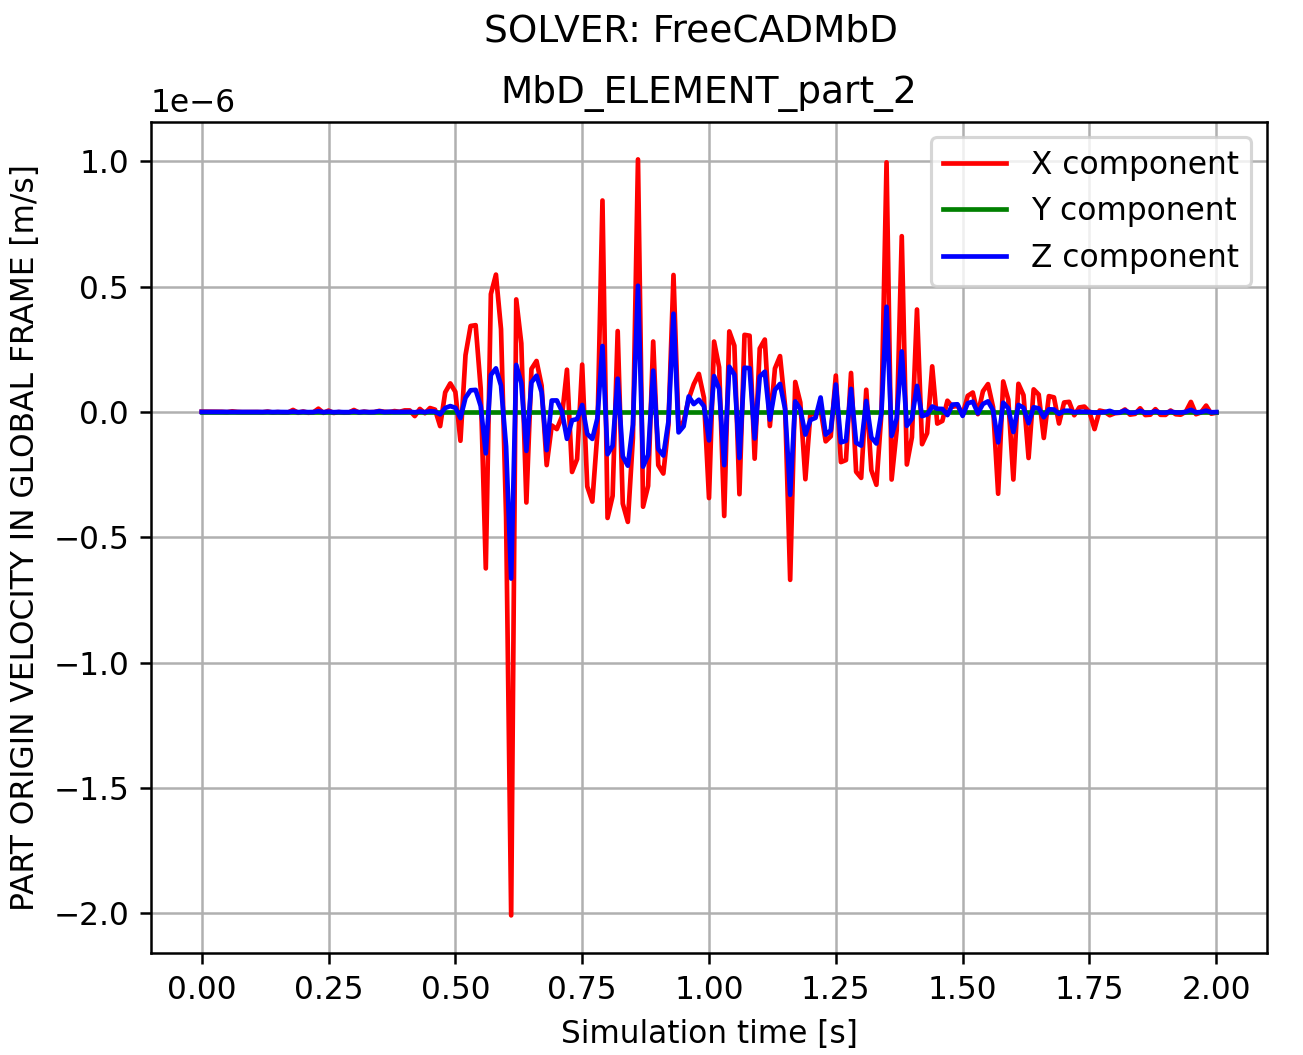 SOLVER: FreeCADMbD
MbD_ELEMENT_part_2
1e−6
PART ORIGIN VELOCITY IN GLOBAL FRAME [m/s]
1.0
0.5
0.0
−0.5
−1.0
−1.5
−2.0
X component
Y component
Z component
0.00 0.25 0.50 0.75 1.00 1.25 1.50 1.75 2.00
Simulation time [s]